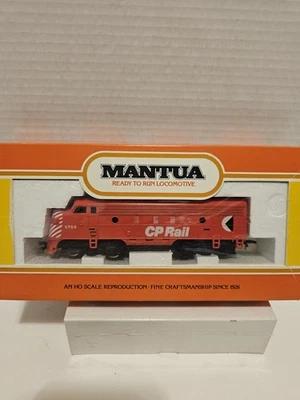 MANTUA
READY TO RUN LOCOMOTIVE
CP Rail
AN HO SCALE REPRODUCTION · FINE CRAFTSMANSHIP SINCE 1926